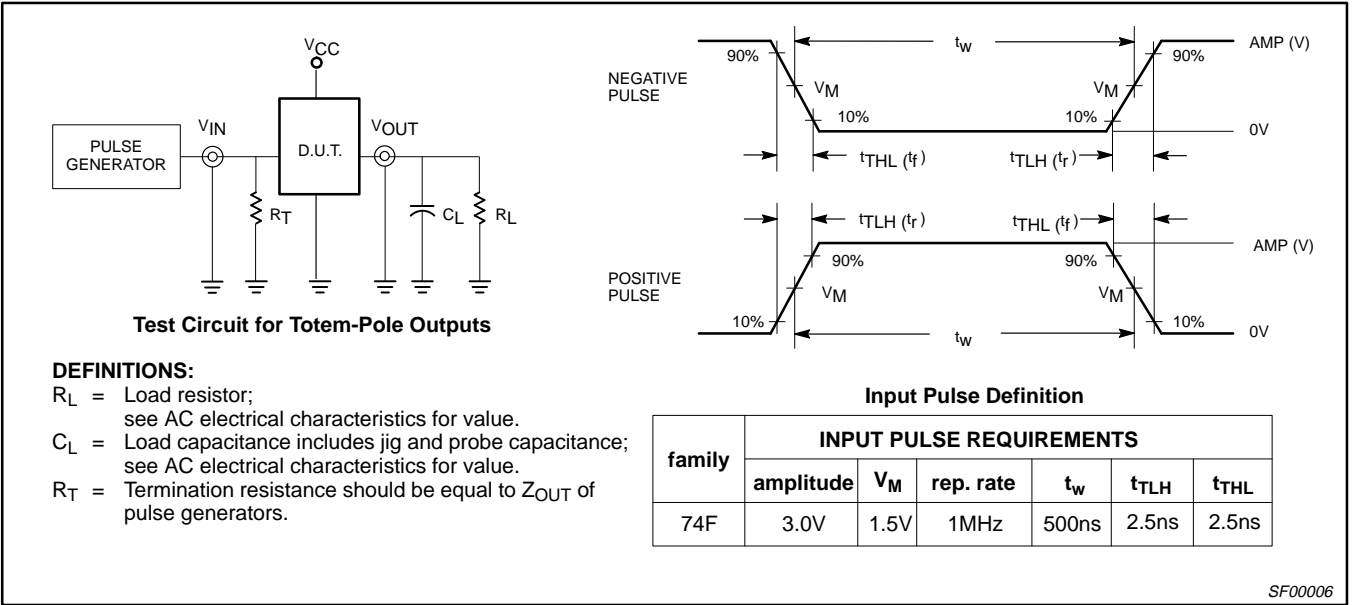 VCC
VIN
VOUT
PULSE
GENERATOR
D.U.T.
RT
CL
RL
Test Circuit for Totem-Pole Outputs
DEFINITIONS:
RL = Load resistor;
see AC electrical characteristics for value.
CL = Load capacitance includes jig and probe capacitance;
see AC electrical characteristics for value.
RT = Termination resistance should be equal to ZOUT of
pulse generators.
NEGATIVE
PULSE
90%
tw
90%
AMP (V)
VM
VM
10%
10%
0V
tTHL (tf)
tTLH (tr)
tTLH (tr)
tTHL (tf)
AMP (V)
POSITIVE
PULSE
90%
90%
VM
VM
10%
tw
10%
0V
Input Pulse Definition
family
INPUT PULSE REQUIREMENTS
amplitude VM rep. rate tw tTLH tTHL
74F 3.0V 1.5V 1MHz 500ns 2.5ns 2.5ns
SF00006